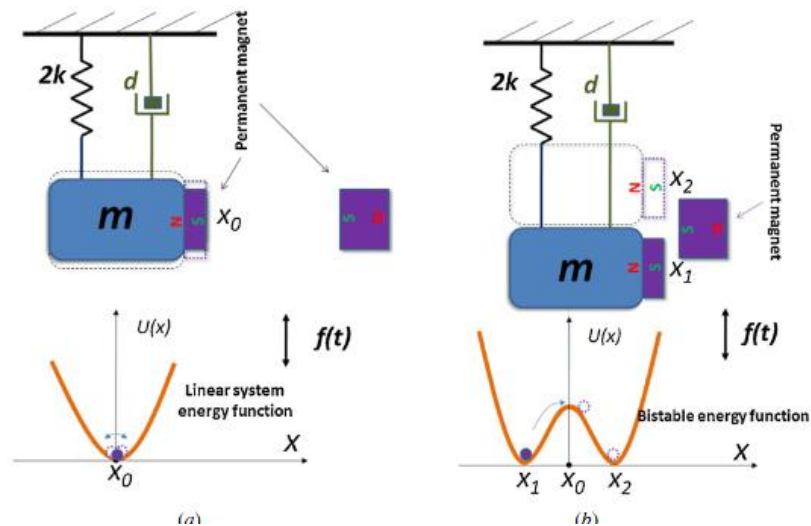 2k
d
Permanent magnet
m
N
S
X0
S
N
U(x)
f(t)
Linear system
energy function
X
X0
(a)
2k
d
Permanent magnet
N
S
X2
S
m
N
S
X1
U(x)
f(t)
Bistable energy function
X
X1
X0
X2
(b)